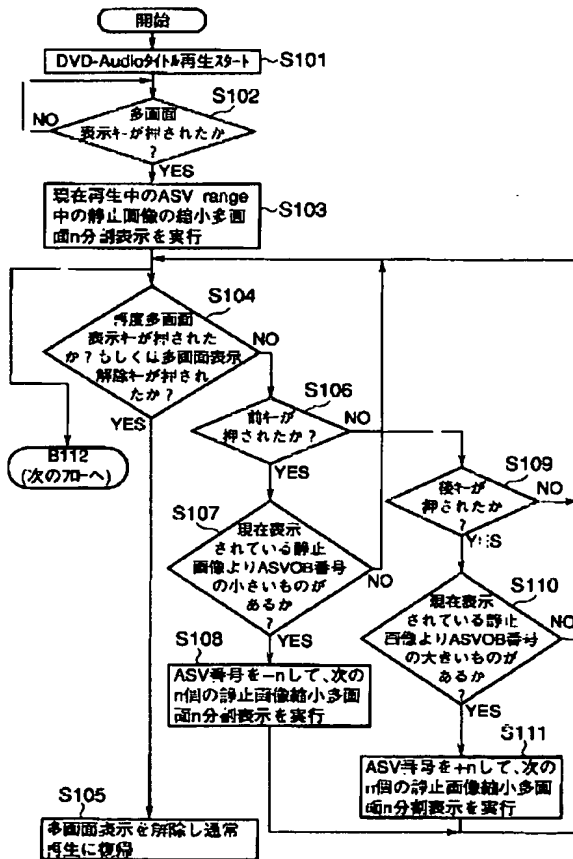 開始
DVD-Audioタイトル再生スタート
S101
S102
多画面
表示キーが押されたか
?
NO
YES
現在再生中のASV range
中の静止画像の縮小多画
面n分割表示を実行
S103
S104
再度多画面
表示キーが押された
か?もしくは多画面表示
解除キーが押され
たか?
NO
YES
B112
(次のフローへ)
S106
前キーが
押されたか?
NO
YES
S109
後キーが
押されたか
?
NO
YES
S107
現在表示
されている静止
画像よりASVOB番号
の小さいものが
あるか
?
NO
YES
S110
現在表示
されている静止
画像よりASVOB番号
の大きいものが
あるか
?
NO
YES
S108
ASV番号を-nして、次の
n個の静止画像縮小多画
面n分割表示を実行
S111
ASV番号を+nして、次の
n個の静止画像縮小多画
面n分割表示を実行
S105
多画面表示を解除し通常
再生に復帰